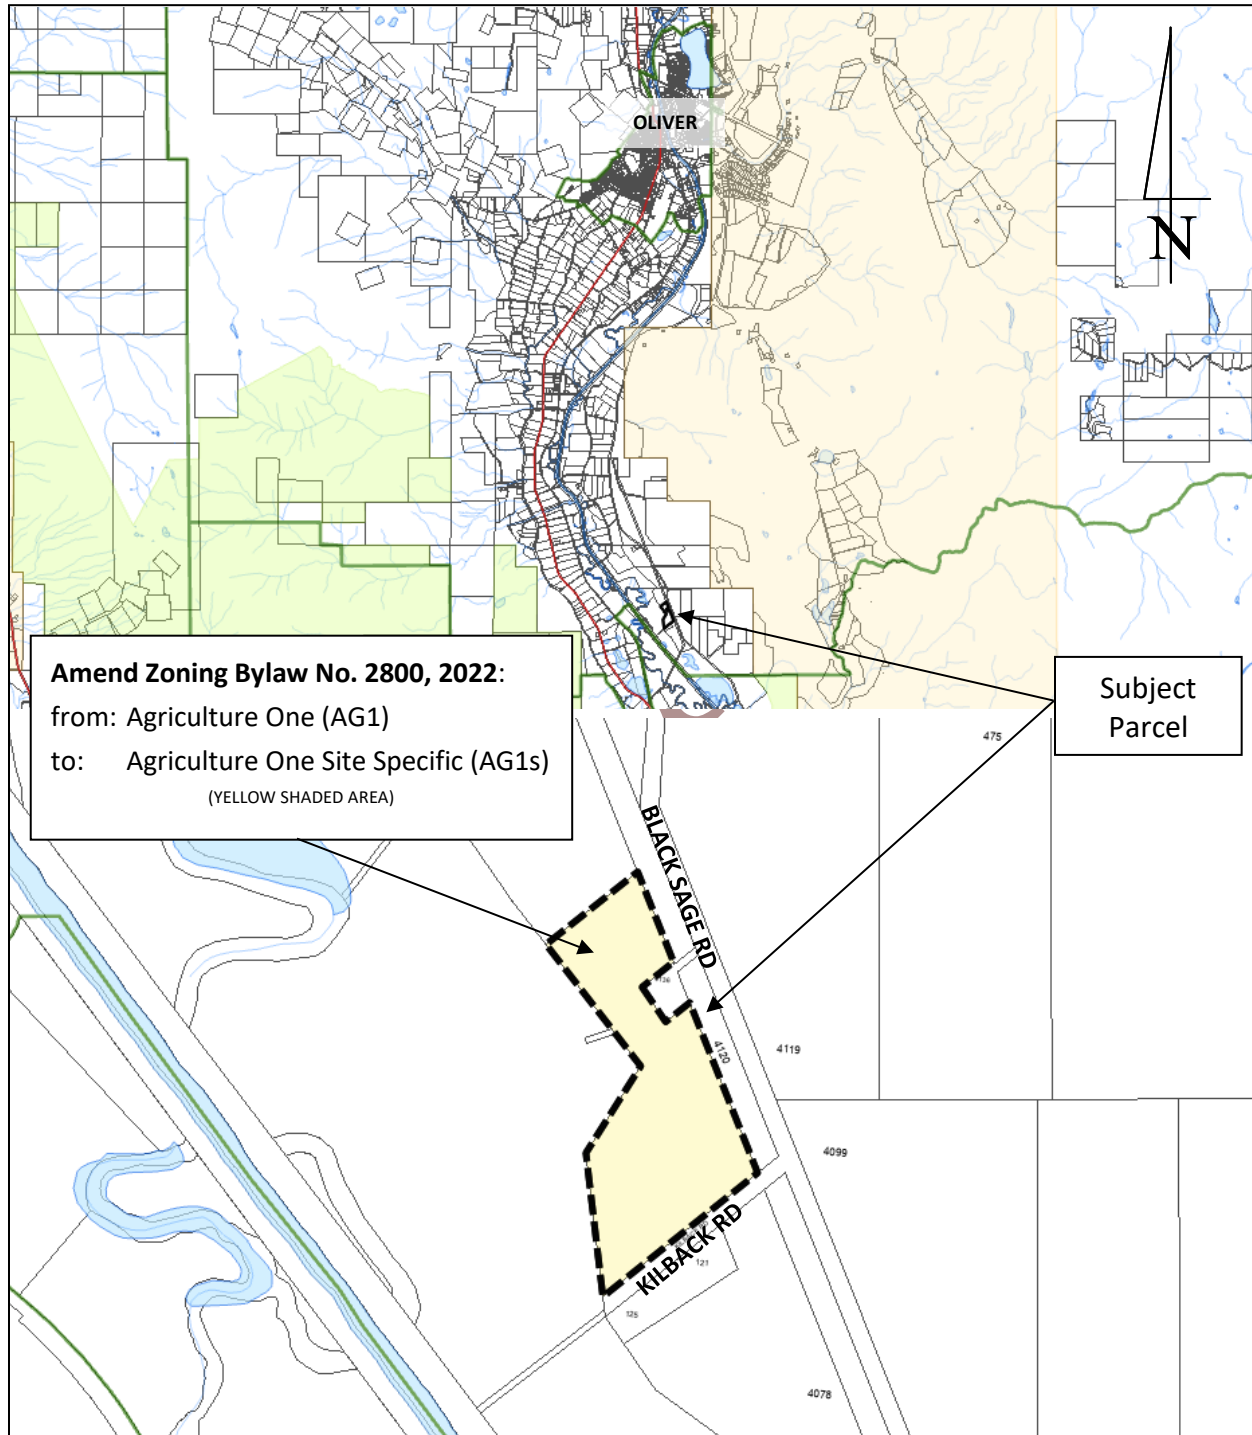 OLIVER
N
Amend Zoning Bylaw No. 2800, 2022:
from: Agriculture One (AG1)
to: Agriculture One Site Specific (AG1s)
(YELLOW SHADED AREA)
Subject
Parcel
475
BLACK SAGE RD
4136
4120
4119
4099
KILBACK RD
121
125
4078